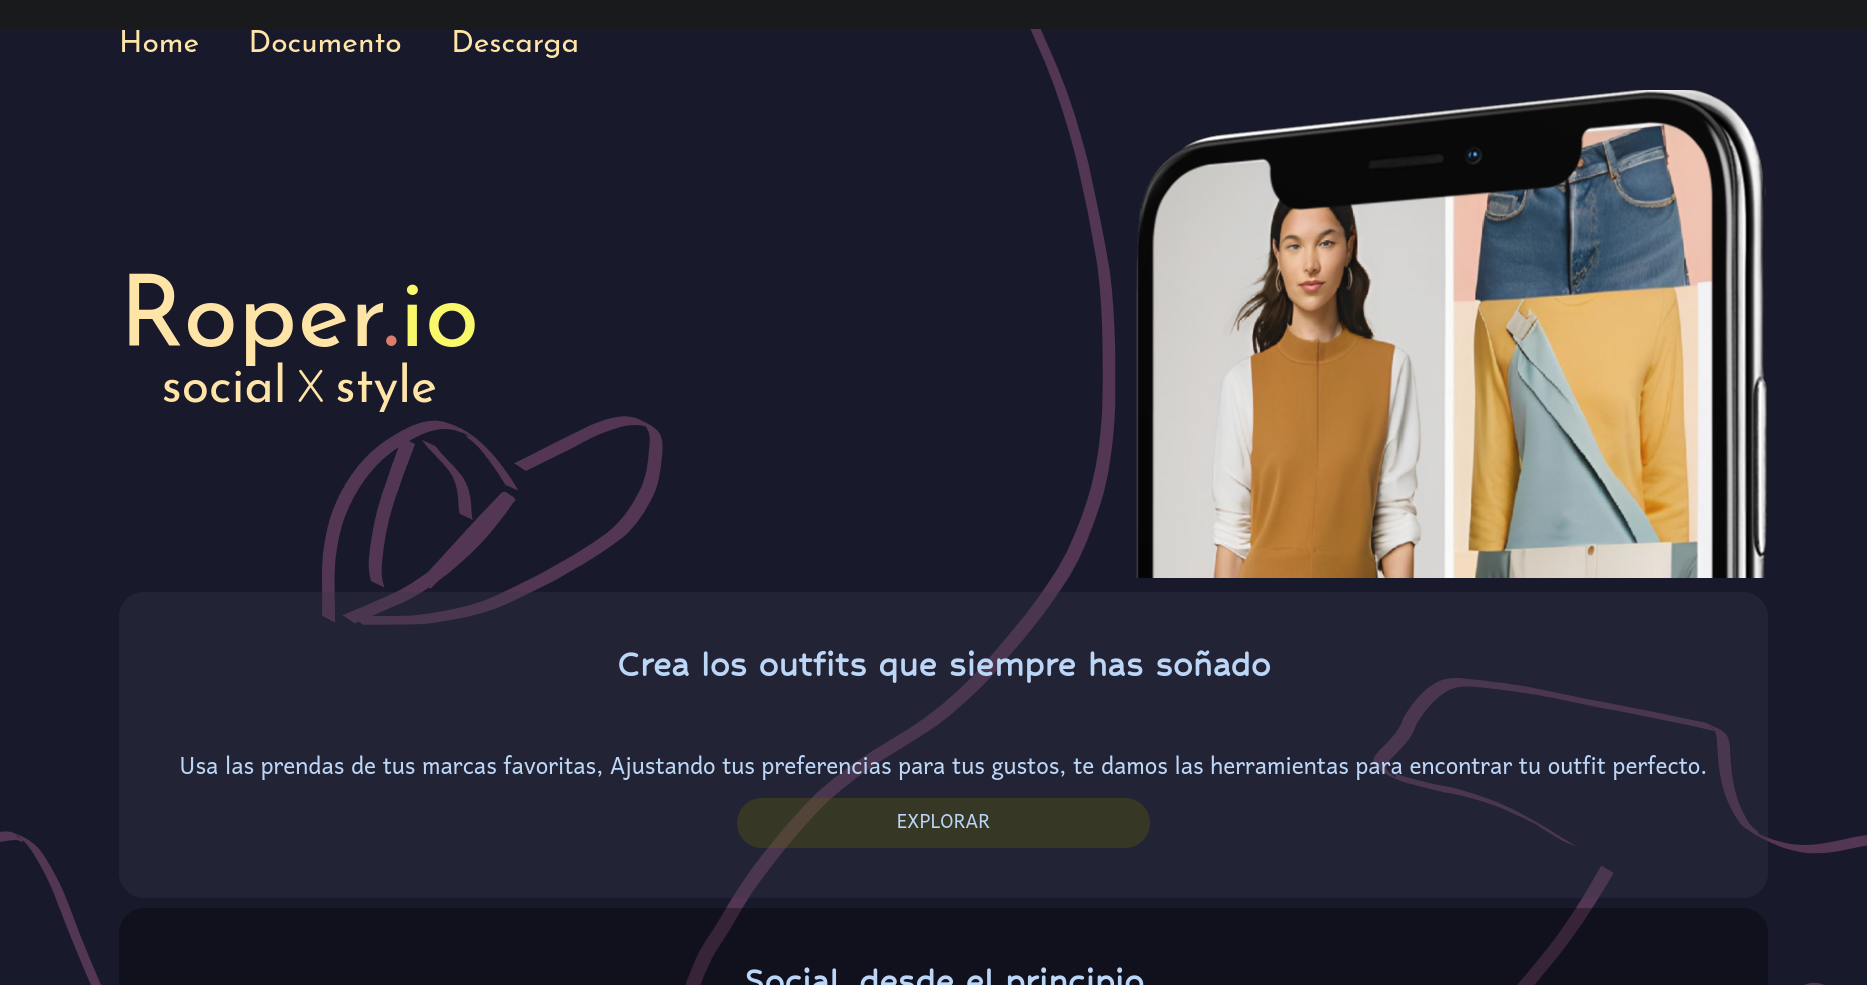 Home Documento Descarga
Roper.io
social X style
Crea los outfits que siempre has soñado
Usa las prendas de tus marcas favoritas, Ajustando tus preferencias para tus gustos, te damos las herramientas para encontrar tu outfit perfecto.
EXPLORAR
Social, desde el principio